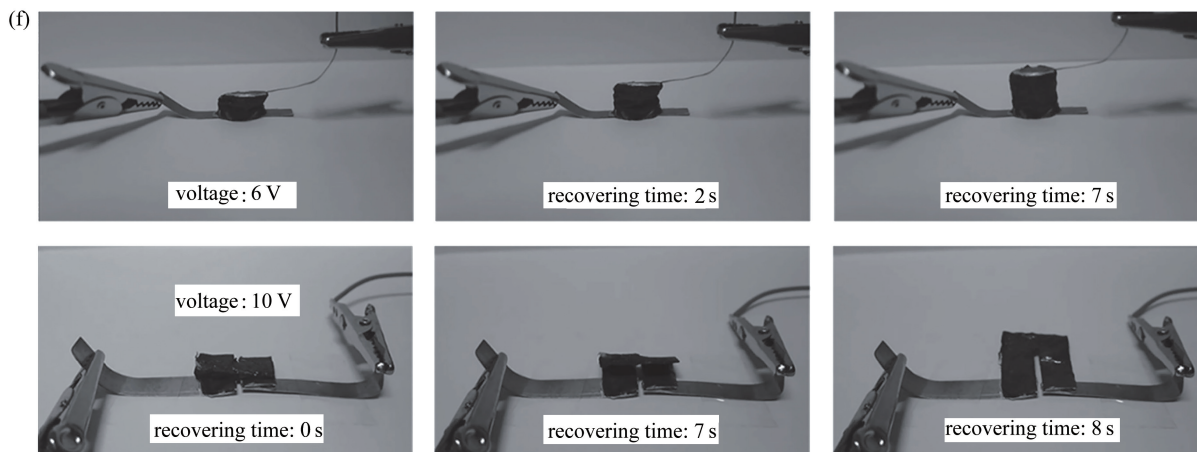 (f)
voltage: 6 V
recovering time: 2 s
recovering time: 7 s
voltage: 10 V
recovering time: 0 s
recovering time: 7 s
recovering time: 8 s